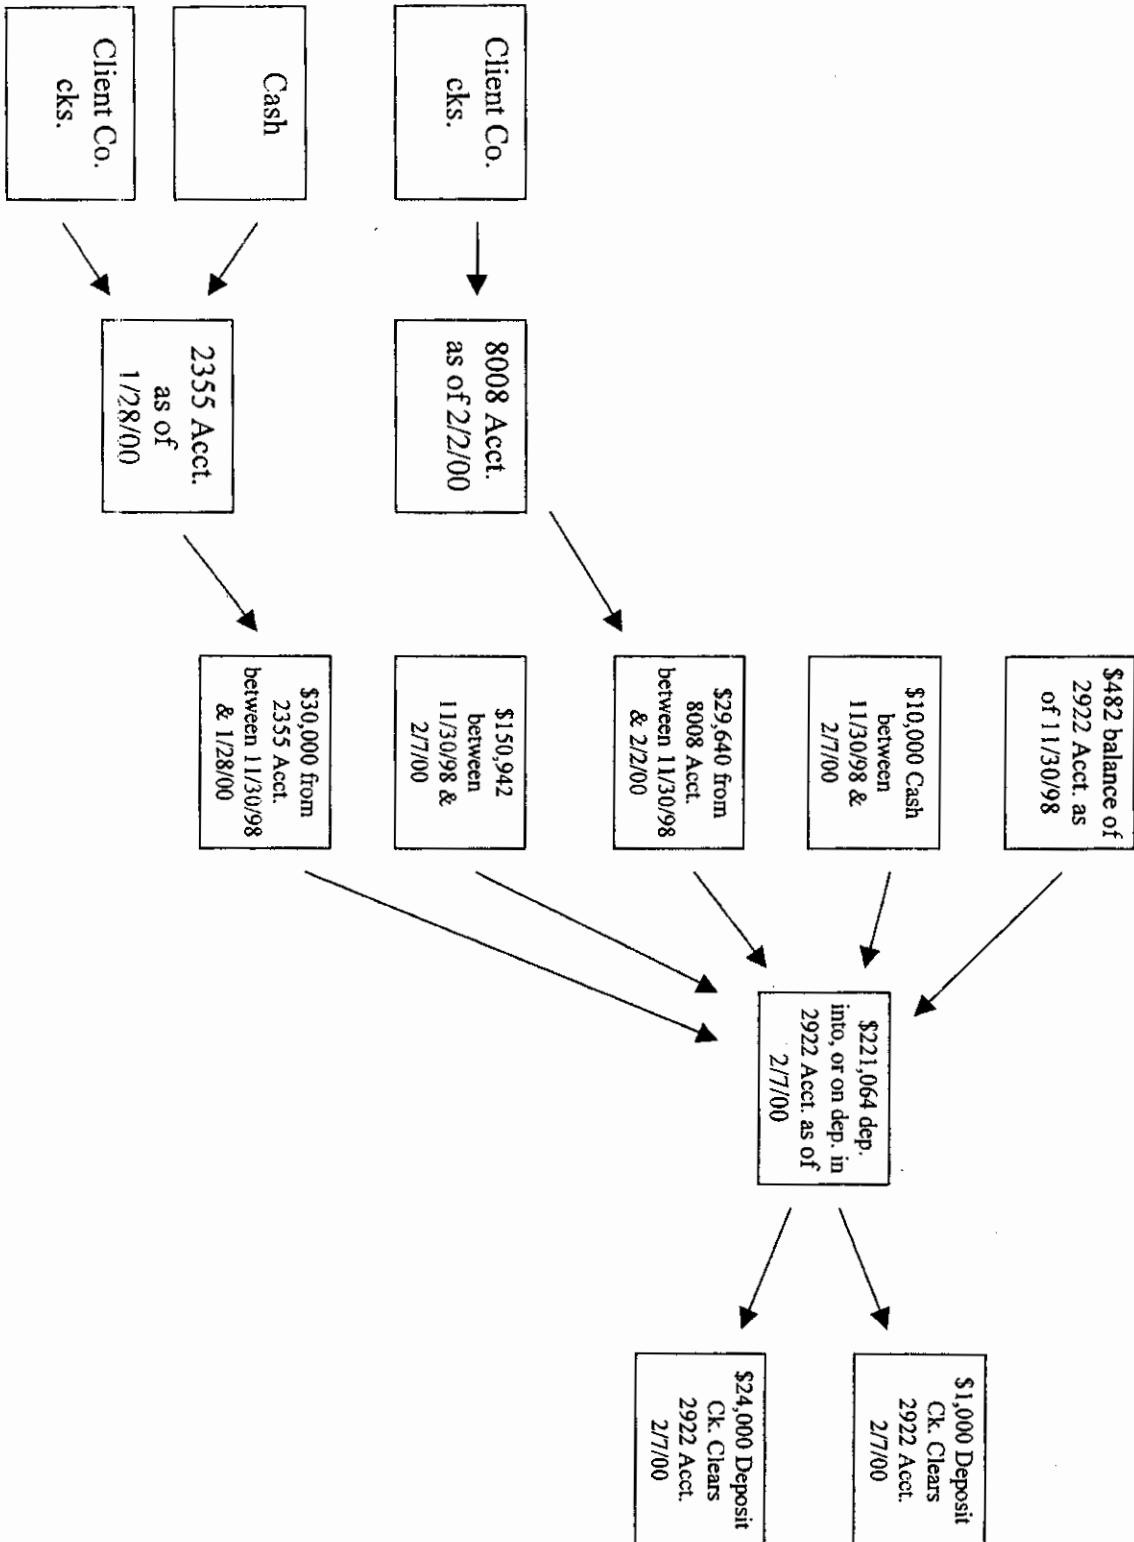 Client Co.
cks.
Cash
Client Co.
cks.
8008 Acct.
as of 2/2/00
2355 Acct.
as of
1/28/00
$482 balance of
2922 Acct. as
of 11/30/98
$10,000 Cash
between
11/30/98 &
2/7/00
$29,640 from
8008 Acct.
between 11/30/98
& 2/2/00
$150,942
between
11/30/98 &
2/7/00
$30,000 from
2355 Acct.
between 11/30/98
& 1/28/00
$221,064 dep.
into, or on dep. in
2922 Acct. as of
2/7/00
$1,000 Deposit
Ck. Clears
2922 Acct.
2/7/00
$24,000 Deposit
Ck. Clears
2922 Acct.
2/7/00